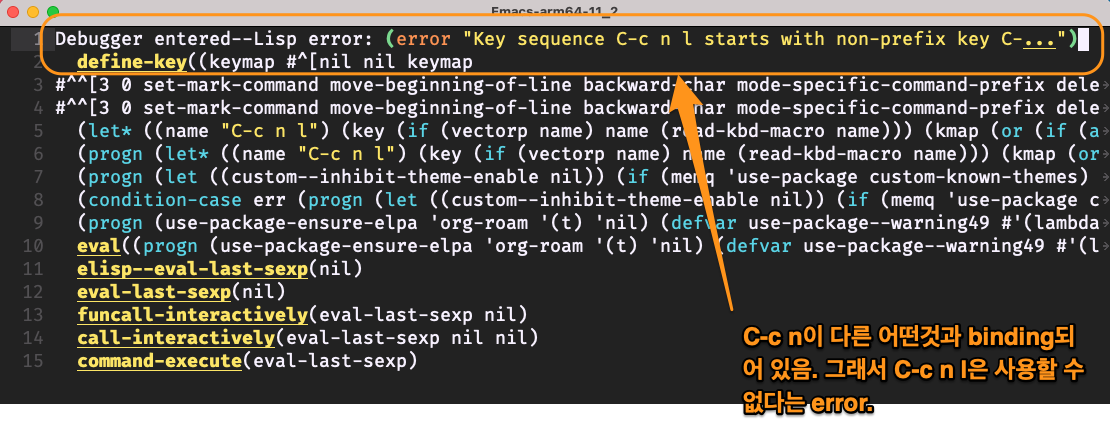 Emacs-arm64-11_2
1 Debugger entered--Lisp error: (error "Key sequence C-c n l starts with non-prefix key C-...")
2 define-key((keymap #^[nil nil keymap
3 #^^[3 0 set-mark-command move-beginning-of-line backward-char mode-specific-command-prefix dele
4 #^^[3 0 set-mark-command move-beginning-of-line backward-char mode-specific-command-prefix dele
5 (let* ((name "C-c n l") (key (if (vectorp name) name (read-kbd-macro name))) (kmap (or (if (a
6 (progn (let* ((name "C-c n l") (key (if (vectorp name) name (read-kbd-macro name))) (kmap (or
7 (progn (let ((custom--inhibit-theme-enable nil)) (if (memq 'use-package custom-known-themes)
8 (condition-case err (progn (let ((custom--inhibit-theme-enable nil)) (if (memq 'use-package c
9 (progn (use-package-ensure-elpa 'org-roam '(t) 'nil) (defvar use-package--warning49 #'(lambda
10 eval((progn (use-package-ensure-elpa 'org-roam '(t) 'nil) (defvar use-package--warning49 #'(l
11 elisp--eval-last-sexp(nil)
12 eval-last-sexp(nil)
13 funcall-interactively(eval-last-sexp nil)
14 call-interactively(eval-last-sexp nil nil)
15 command-execute(eval-last-sexp)
C-c n이 다른 어떤것과 binding되
어 있음. 그래서 C-c n l은 사용할 수
없다는 error.